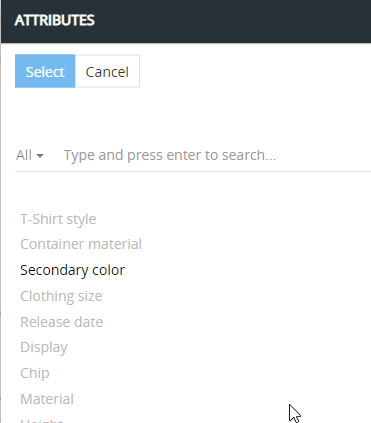 ATTRIBUTES
Select Cancel
All Type and press enter to search...
T-Shirt style
Container material
Secondary color
Clothing size
Release date
Display
Chip
Material
Height